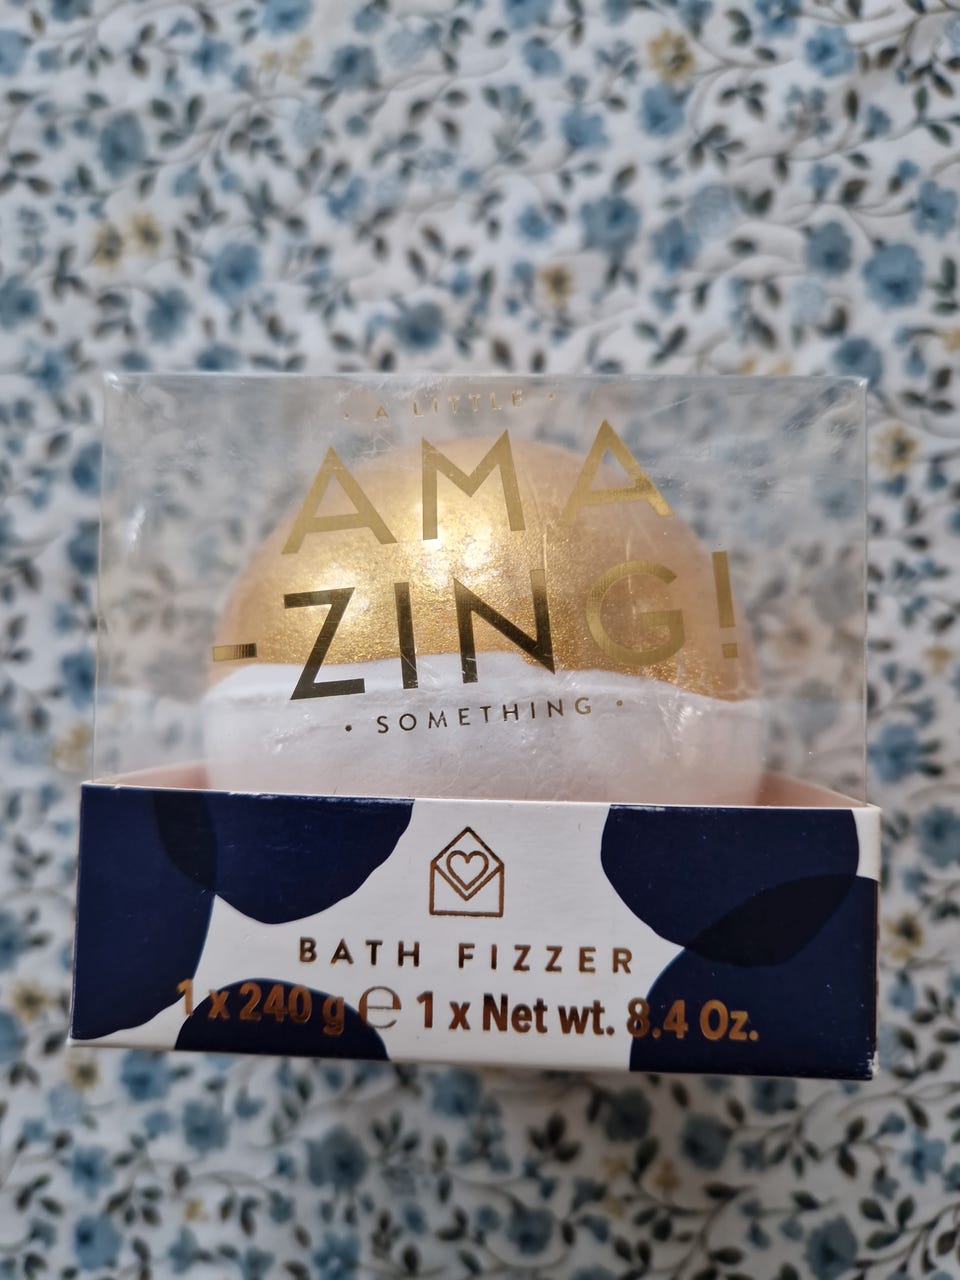 · A LITTLE ·
AMA
-ZING!
· SOMETHING ·
BATH FIZZER
1 x 240 g ℮ 1 x Net wt. 8.4 Oz.